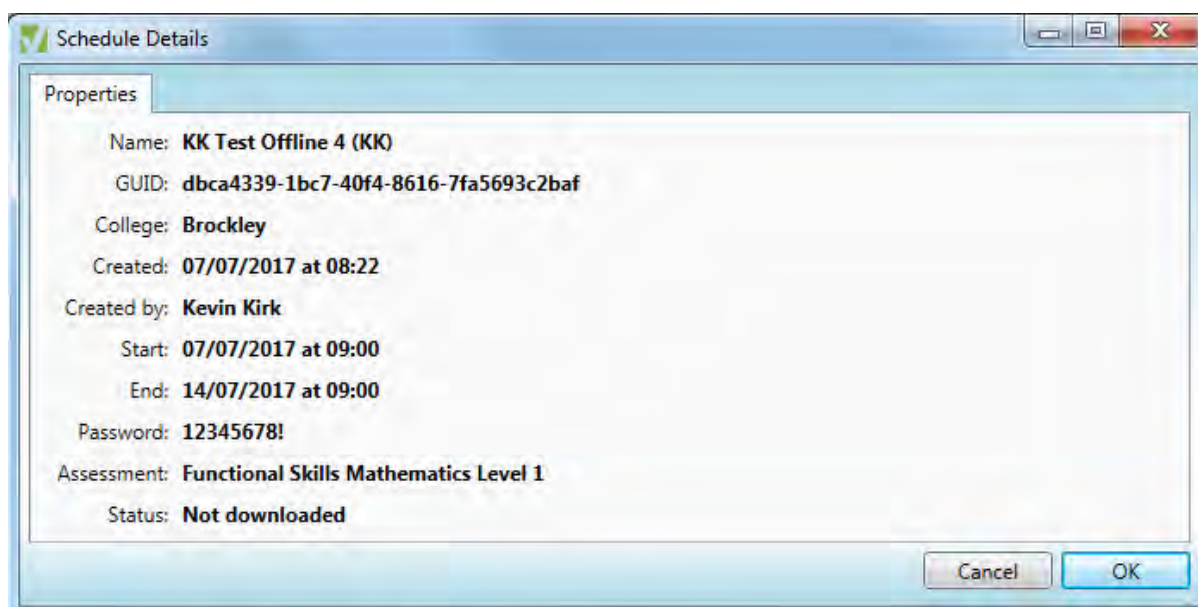 Schedule Details
Properties
Name: KK Test Offline 4 (KK)
GUID: dbca4339-1bc7-40f4-8616-7fa5693c2baf
College: Brockley
Created: 07/07/2017 at 08:22
Created by: Kevin Kirk
Start: 07/07/2017 at 09:00
End: 14/07/2017 at 09:00
Password: 12345678!
Assessment: Functional Skills Mathematics Level 1
Status: Not downloaded
Cancel OK